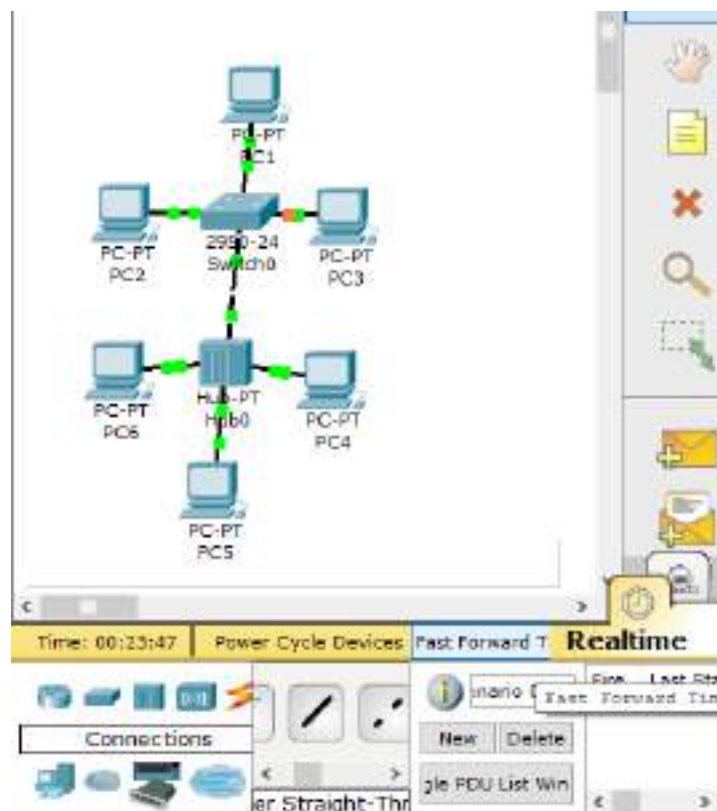 PC-PT
PC1
2950-24
Switch0
PC-PT
PC2
PC-PT
PC3
Hub-PT
Hub0
PC-PT
PC6
PC-PT
PC4
PC-PT
PC5
Time: 00:23:47
Power Cycle Devices
Fast Forward T
Realtime
Fire
Last Sta
Fast Forward Tim
Connections
New
Delete
gle PDU List Win
er Straight-Thr